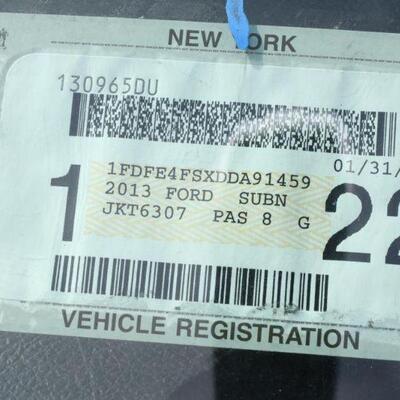 NEW YORK
130965DU
01/31/
1FDFE4FSXDDA91459
2013 FORD SUBN
JKT6307 PAS 8 G
1
22
VEHICLE REGISTRATION